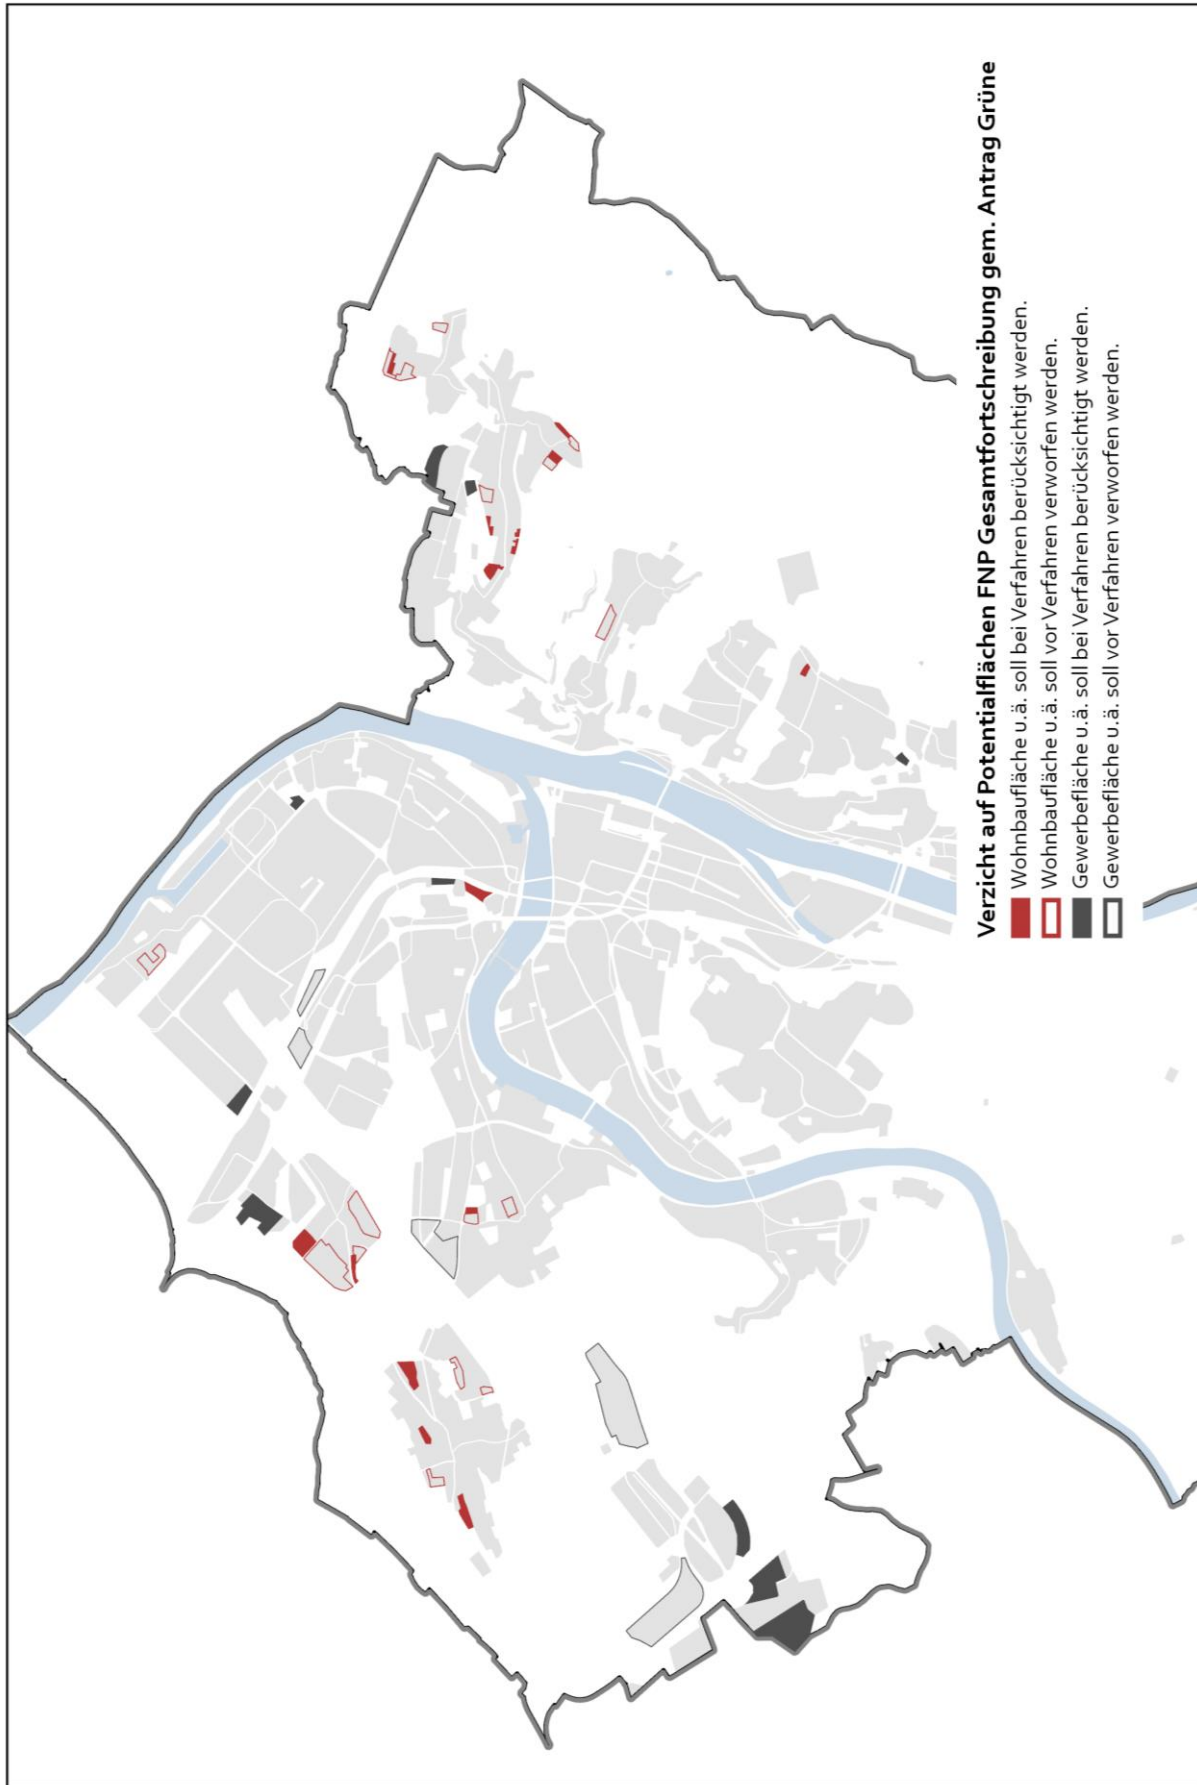 Verzicht auf Potentialflächen FNP Gesamtfortschreibung gem. Antrag Grüne
Wohnbaufläche u.ä. soll bei Verfahren berücksichtigt werden.
Wohnbaufläche u.ä. soll vor Verfahren verworfen werden.
Gewerbefläche u.ä. soll bei Verfahren berücksichtigt werden.
Gewerbefläche u.ä. soll vor Verfahren verworfen werden.